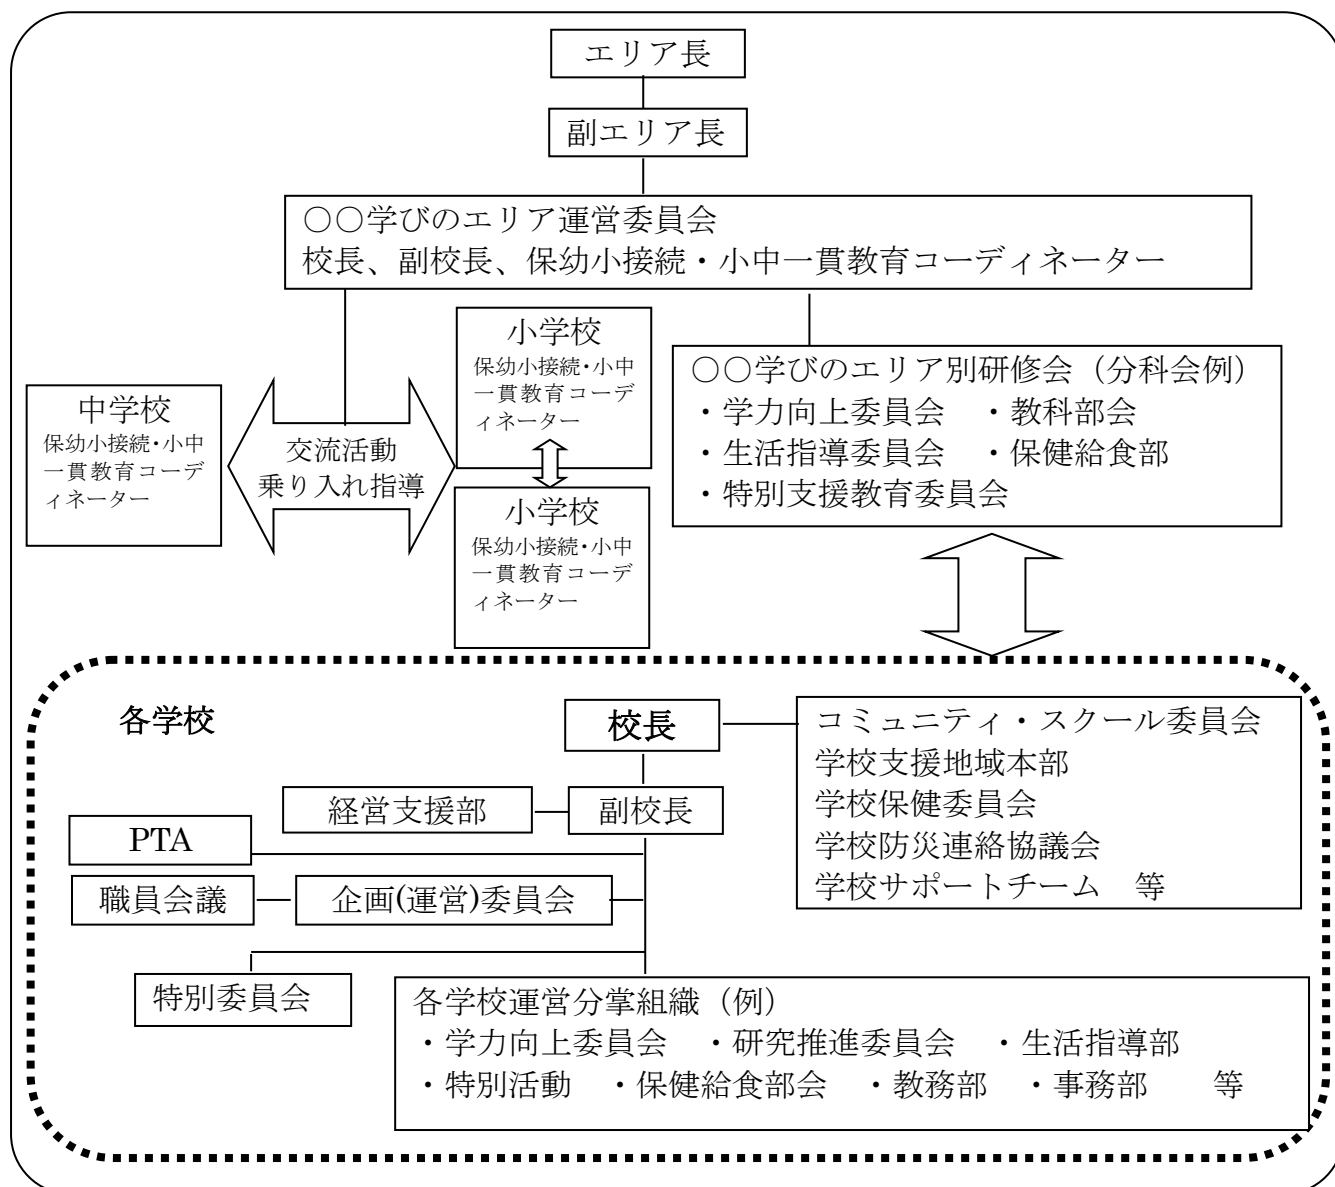 エリア長
副エリア長
〇〇学びのエリア運営委員会
校長、副校長、保幼小接続・小中一貫教育コーディネーター
小学校
保幼小接続・小中
一貫教育コーデ
ィネーター
中学校
保幼小接続・小中
一貫教育コーデ
ィネーター
交流活動
乗り入れ指導
小学校
保幼小接続・小中
一貫教育コーデ
ィネーター
〇〇学びのエリア別研修会（分科会例）
・学力向上委員会　・教科部会
・生活指導委員会　・保健給食部
・特別支援教育委員会
各学校
校長
コミュニティ・スクール委員会
学校支援地域本部
学校保健委員会
学校防災連絡協議会
学校サポートチーム　等
経営支援部
副校長
PTA
職員会議
企画(運営)委員会
特別委員会
各学校運営分掌組織（例）
・学力向上委員会　・研究推進委員会　・生活指導部
・特別活動　・保健給食部会　・教務部　・事務部　　等